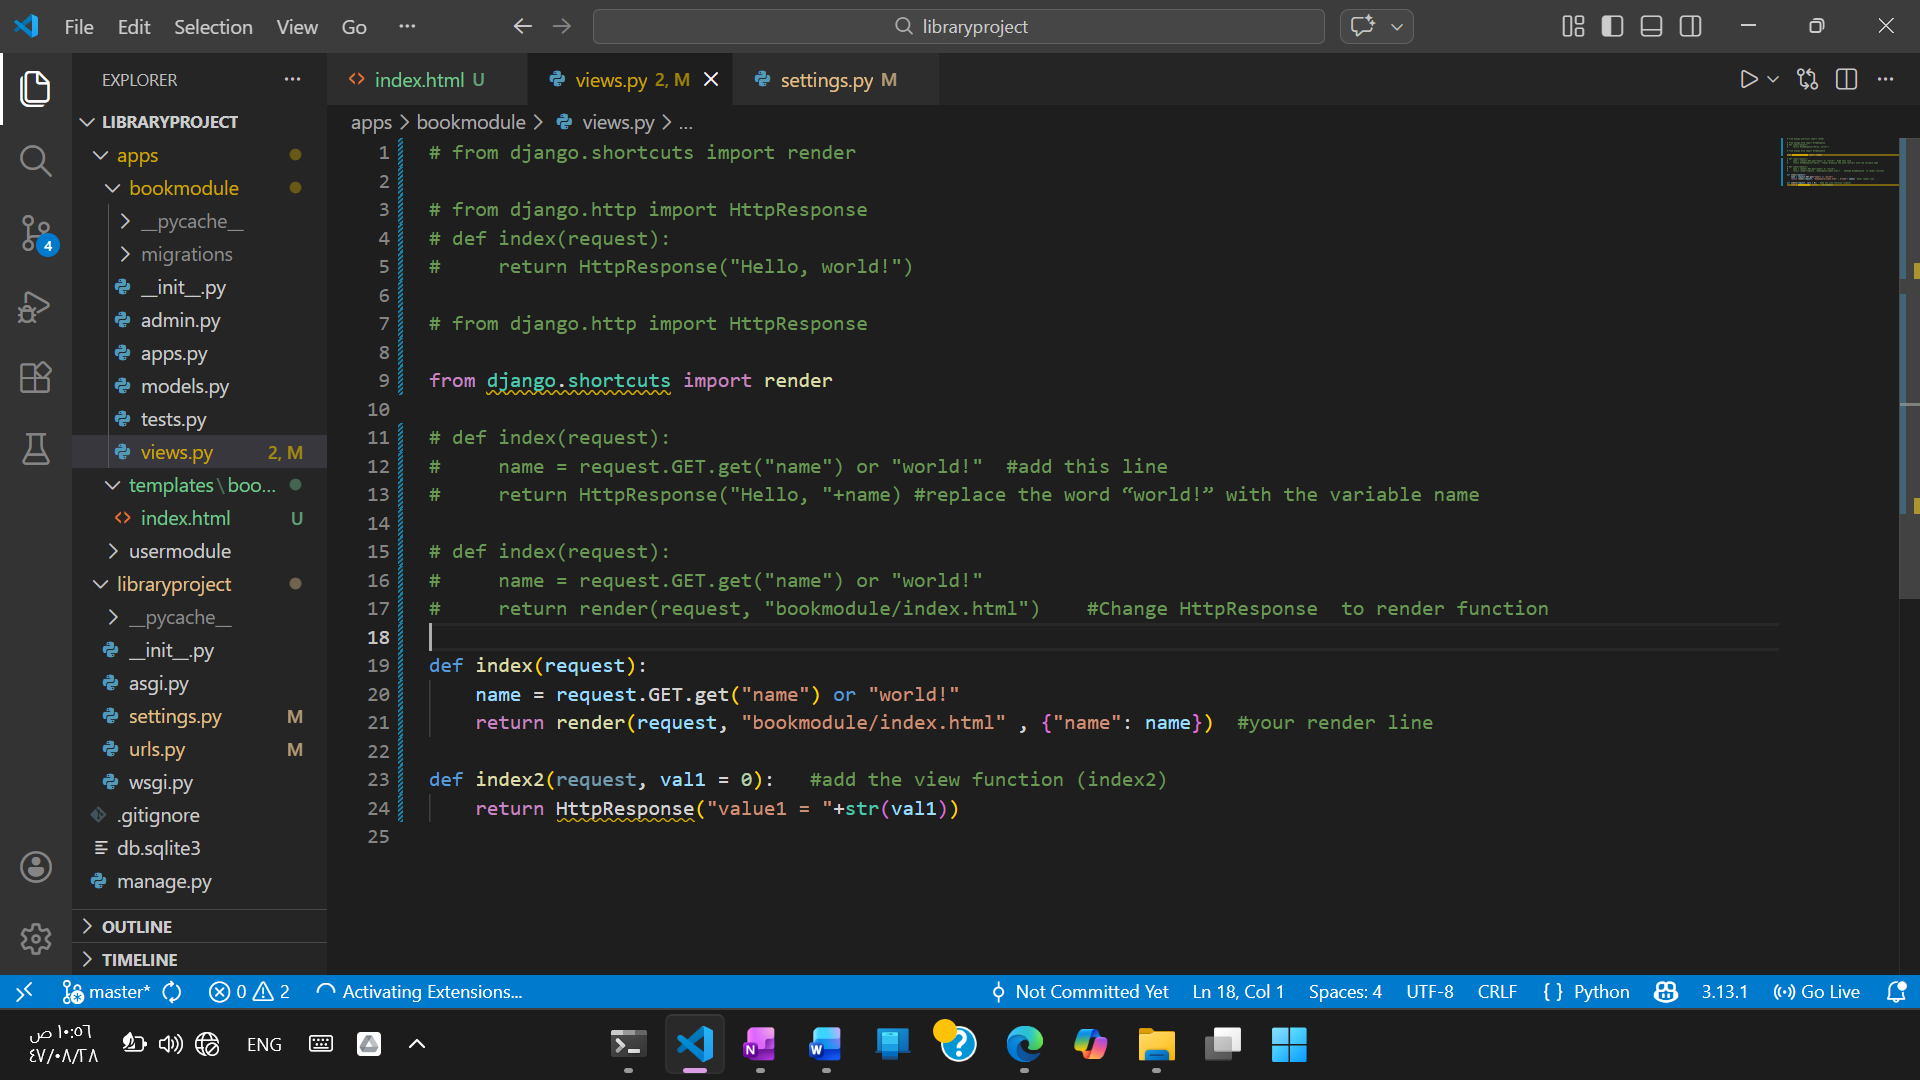 File Edit Selection View Go ··· libraryproject
EXPLORER ···
index.html U
views.py 2, M
settings.py M
LIBRARYPROJECT
apps
bookmodule
__pycache__
migrations
__init__.py
admin.py
apps.py
models.py
tests.py
views.py 2, M
templates\boo...
index.html U
usermodule
libraryproject
__pycache__
__init__.py
asgi.py
settings.py M
urls.py M
wsgi.py
.gitignore
db.sqlite3
manage.py
OUTLINE
TIMELINE
4
apps > bookmodule > views.py > ...
1 # from django.shortcuts import render
2
3 # from django.http import HttpResponse
4 # def index(request):
5 #     return HttpResponse("Hello, world!")
6
7 # from django.http import HttpResponse
8
9 from django.shortcuts import render
10
11 # def index(request):
12 #     name = request.GET.get("name") or "world!"  #add this line
13 #     return HttpResponse("Hello, "+name) #replace the word “world!” with the variable name
14
15 # def index(request):
16 #     name = request.GET.get("name") or "world!"
17 #     return render(request, "bookmodule/index.html")    #Change HttpResponse  to render function
18
19 def index(request):
20     name = request.GET.get("name") or "world!"
21     return render(request, "bookmodule/index.html" , {"name": name})  #your render line
22
23 def index2(request, val1 = 0):   #add the view function (index2)
24     return HttpResponse("value1 = "+str(val1))
25
master* 0 2 Activating Extensions... Not Committed Yet Ln 18, Col 1 Spaces: 4 UTF-8 CRLF { } Python 3.13.1 Go Live
١٠:٥٦ ص
٤٧/٠٨/٢٨
ENG